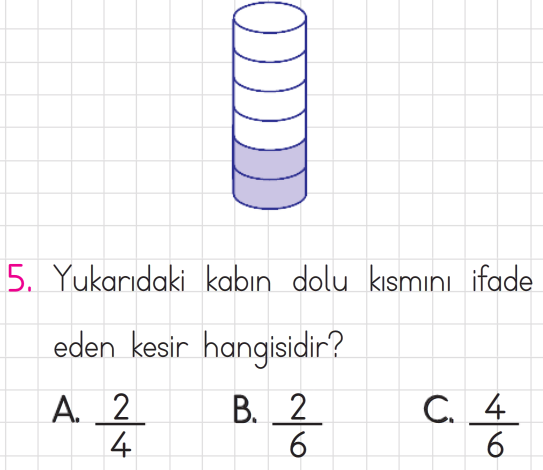 5. Yukarıdaki kabın dolu kısmını ifade
eden kesir hangisidir?
A. 2/4 B. 2/6 C. 4/6